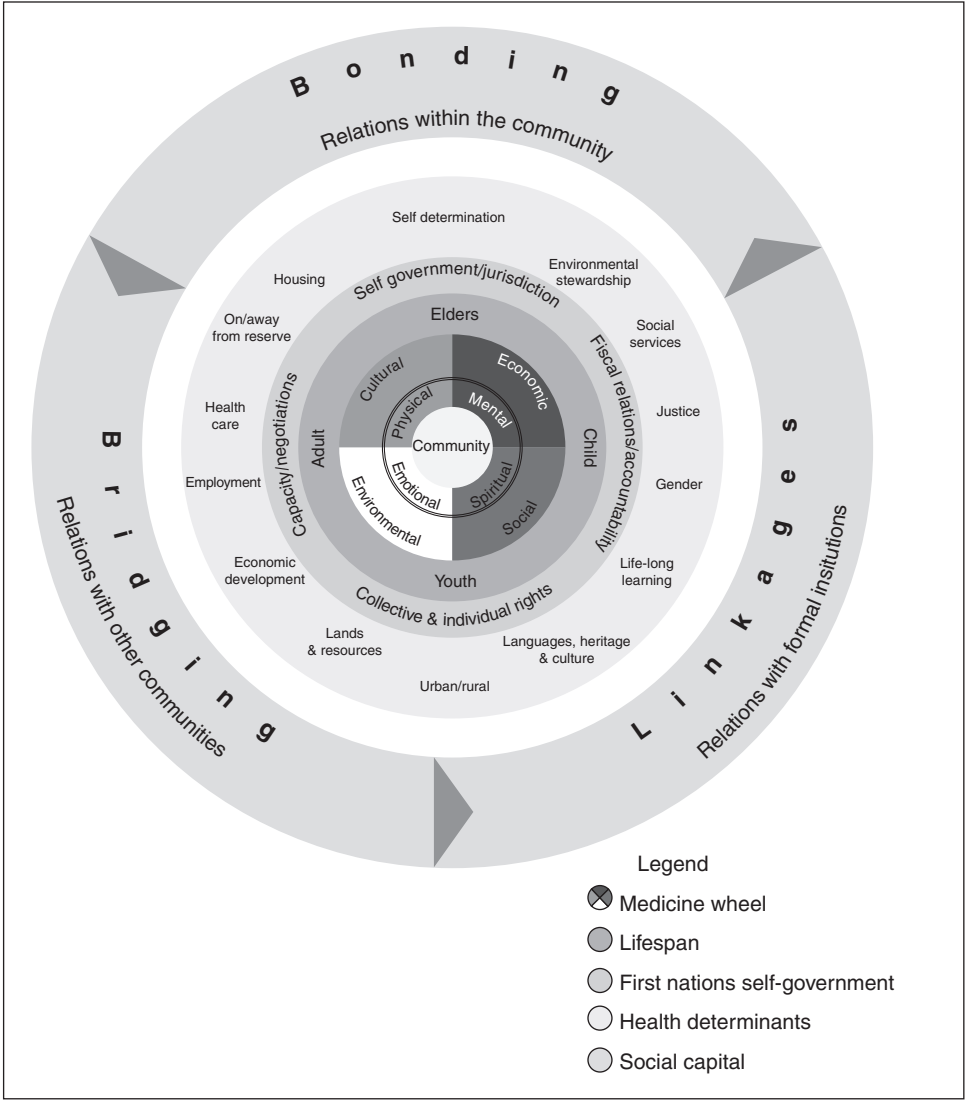 Bonding
Relations within the community
Self determination
Housing
Environmental
stewardship
On/away
from reserve
Social
services
Health
care
Justice
Employment
Gender
Economic
development
Life-long
learning
Lands
& resources
Languages, heritage
& culture
Urban/rural
Self government/jurisdiction
Fiscal relations/accountability
Capacity/negotiations
Collective & individual rights
Elders
Adult
Child
Youth
Cultural
Economic
Environmental
Social
Physical
Mental
Emotional
Spiritual
Community
Bridging
Relations with other communities
Linkages
Relations with formal insitutions
Legend
Medicine wheel
Lifespan
First nations self-government
Health determinants
Social capital